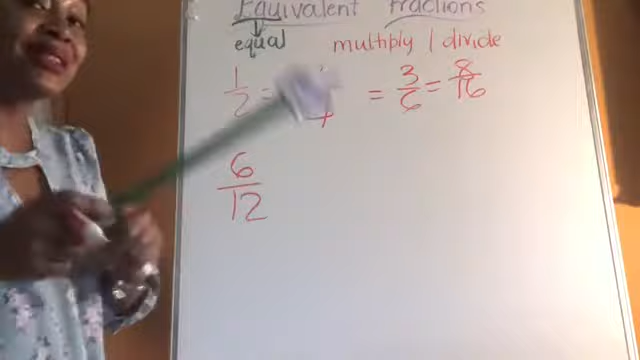 Equivalent Fractions
equal multiply / divide
1/2 = = 3/6 = 8/16
6/12